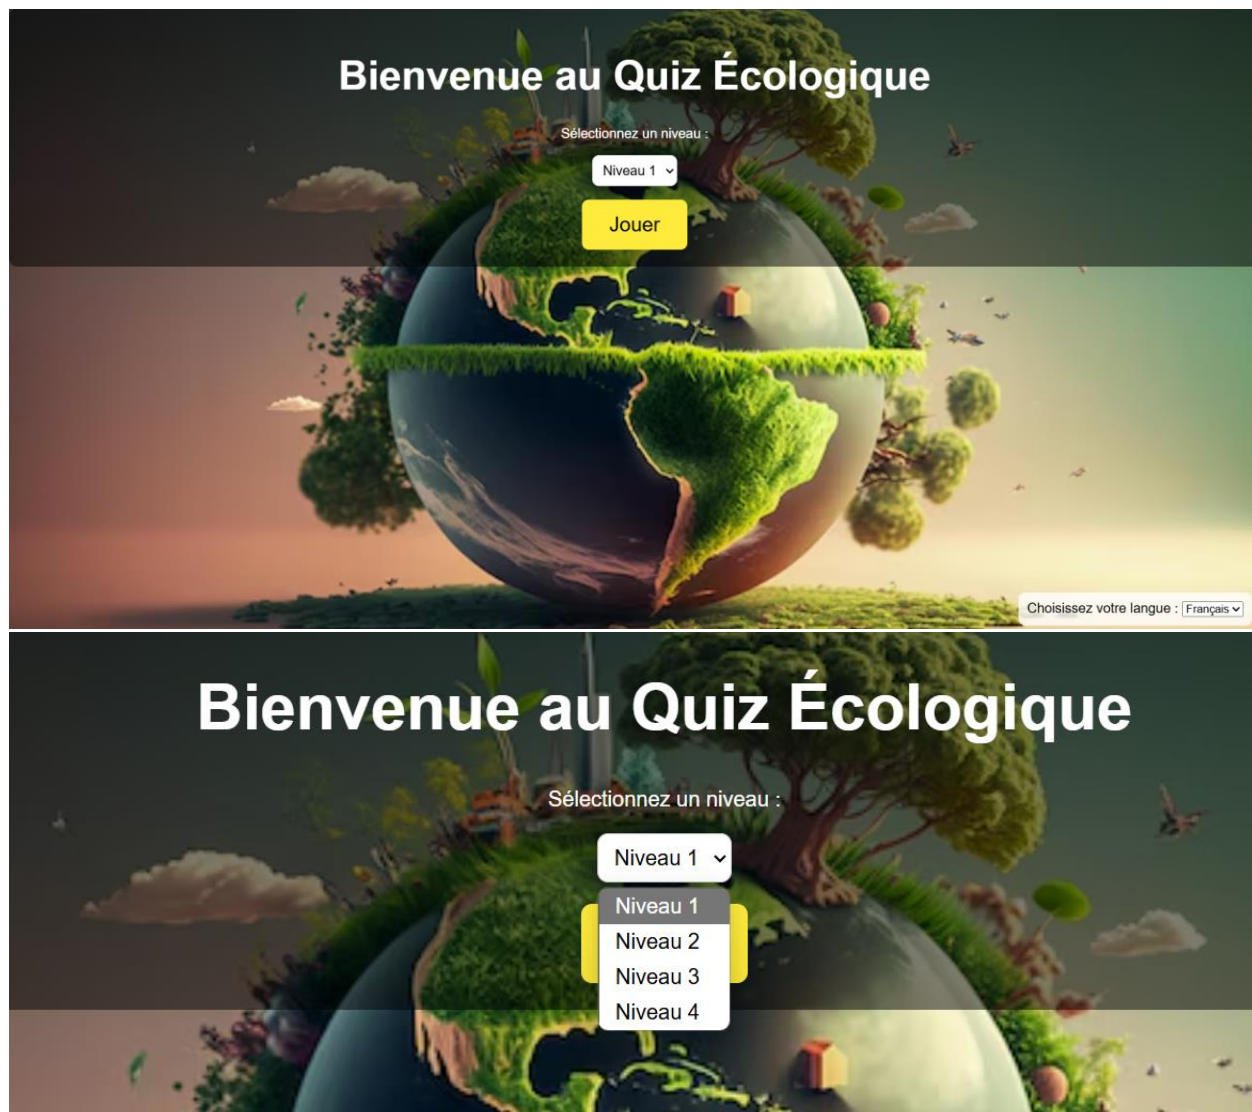 Bienvenue au Quiz Écologique
Sélectionnez un niveau :
Niveau 1
Jouer
Choisissez votre langue : Français
Bienvenue au Quiz Écologique
Sélectionnez un niveau :
Niveau 1
Niveau 1
Niveau 2
Niveau 3
Niveau 4